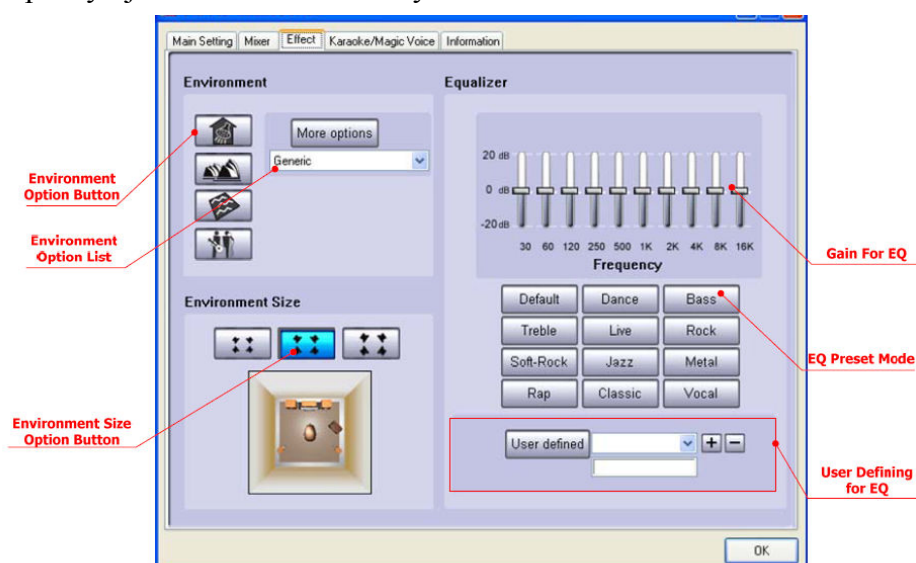 Main Setting Mixer Effect Karaoke/Magic Voice Information
Environment
More options
Generic
Environment Size
Equalizer
20 dB
0 dB
-20 dB
30 60 120 250 500 1K 2K 4K 8K 16K
Frequency
Default Dance Bass
Treble Live Rock
Soft-Rock Jazz Metal
Rap Classic Vocal
User defined + −
OK
Environment
Option Button
Environment
Option List
Environment Size
Option Button
Gain For EQ
EQ Preset Mode
User Defining
for EQ